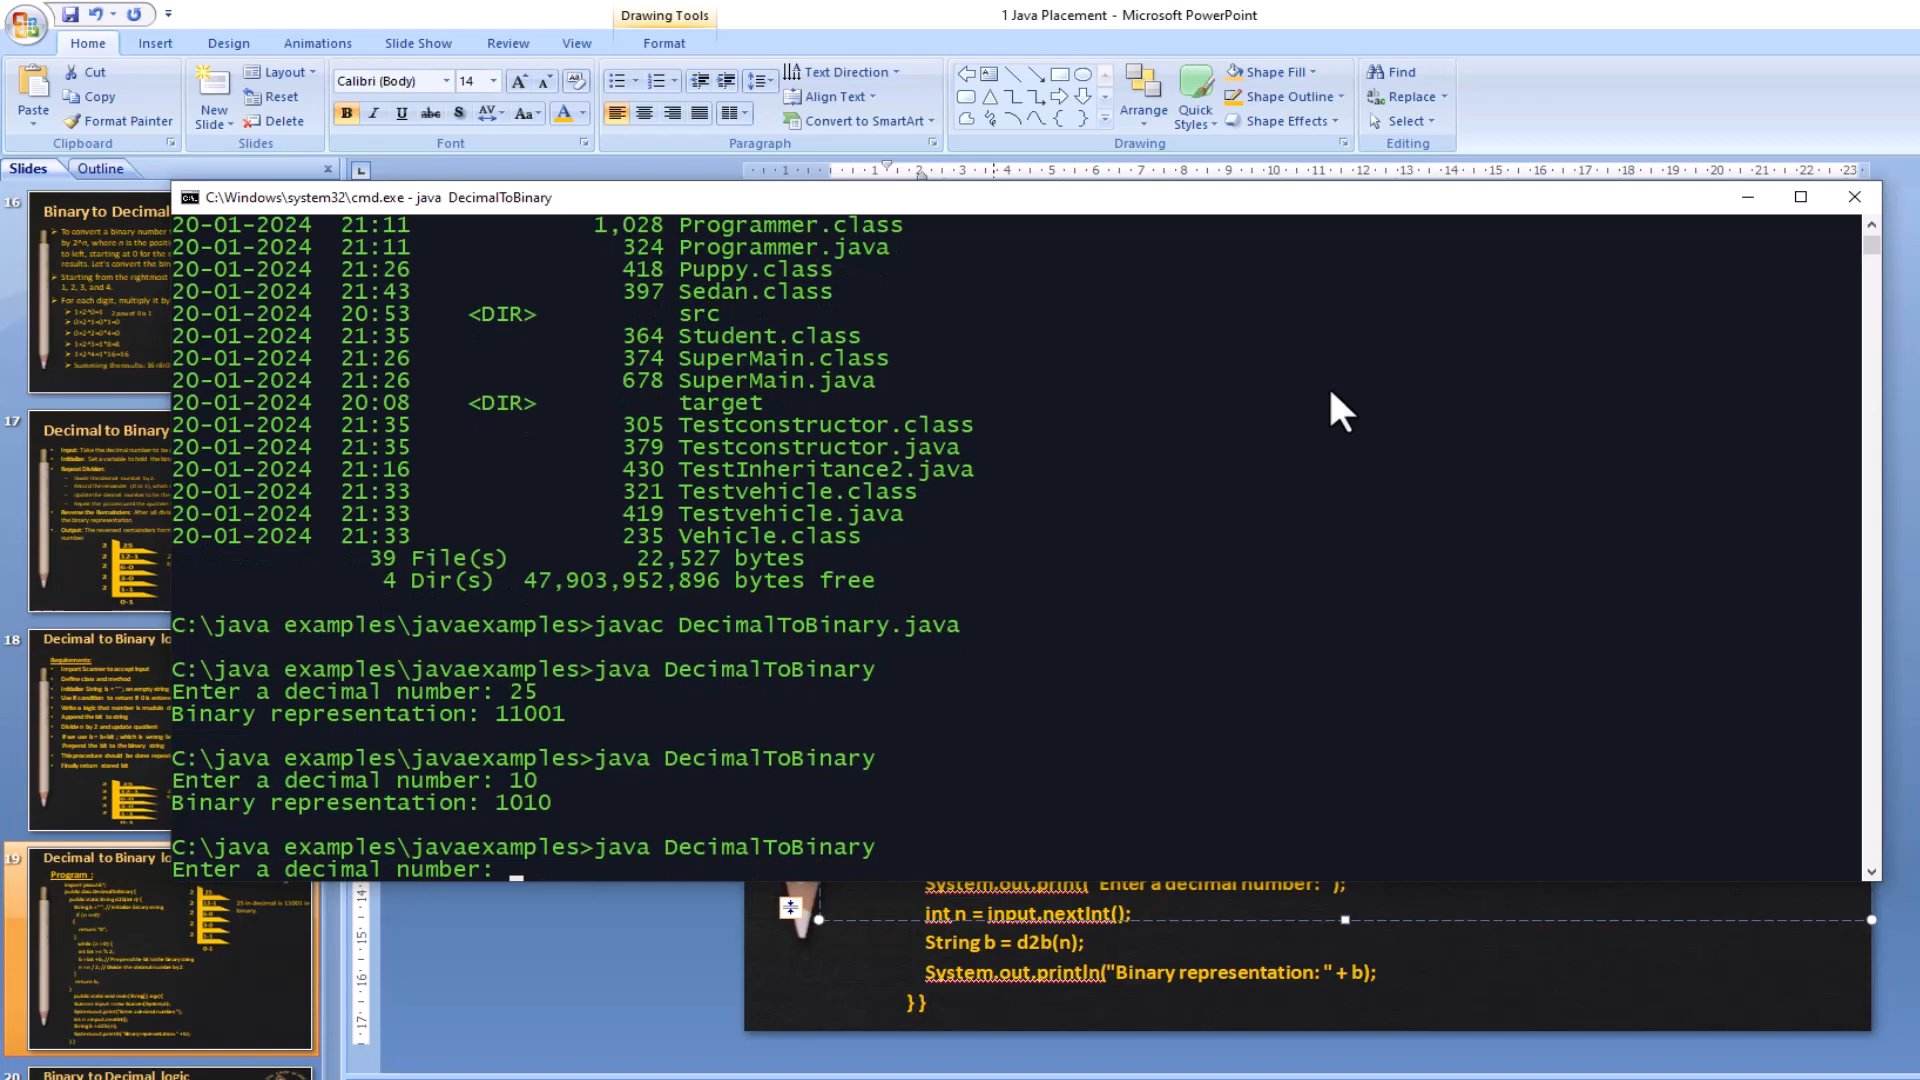 Drawing Tools
1 Java Placement - Microsoft PowerPoint
Home
Insert
Design
Animations
Slide Show
Review
View
Format
Paste
Cut
Copy
Format Painter
Clipboard
New Slide
Layout
Reset
Delete
Slides
Calibri (Body)
14
Font
Text Direction
Align Text
Convert to SmartArt
Paragraph
Arrange
Quick Styles
Shape Fill
Shape Outline
Shape Effects
Drawing
Find
Replace
Select
Editing
Slides
Outline
C:\Windows\system32\cmd.exe - java  DecimalToBinary
20-01-2024  21:11             1,028 Programmer.class
20-01-2024  21:11               324 Programmer.java
20-01-2024  21:26               418 Puppy.class
20-01-2024  21:43               397 Sedan.class
20-01-2024  20:53    <DIR>          src
20-01-2024  21:35               364 Student.class
20-01-2024  21:26               374 SuperMain.class
20-01-2024  21:26               678 SuperMain.java
20-01-2024  20:08    <DIR>          target
20-01-2024  21:35               305 Testconstructor.class
20-01-2024  21:35               379 Testconstructor.java
20-01-2024  21:16               430 TestInheritance2.java
20-01-2024  21:33               321 Testvehicle.class
20-01-2024  21:33               419 Testvehicle.java
20-01-2024  21:33               235 Vehicle.class
39 File(s)         22,527 bytes
4 Dir(s)  47,903,952,896 bytes free
C:\java examples\javaexamples>javac DecimalToBinary.java
C:\java examples\javaexamples>java DecimalToBinary
Enter a decimal number: 25
Binary representation: 11001
C:\java examples\javaexamples>java DecimalToBinary
Enter a decimal number: 10
Binary representation: 1010
C:\java examples\javaexamples>java DecimalToBinary
Enter a decimal number:
System.out.print("Enter a decimal number: ");
int n = input.nextInt();
String b = d2b(n);
System.out.println("Binary representation: " + b);
} }
16
Binary to Decimal
17
Decimal to Binary
18
Decimal to Binary
Requirements:
19
Decimal to Binary
Program :
20
Binary to Decimal logic